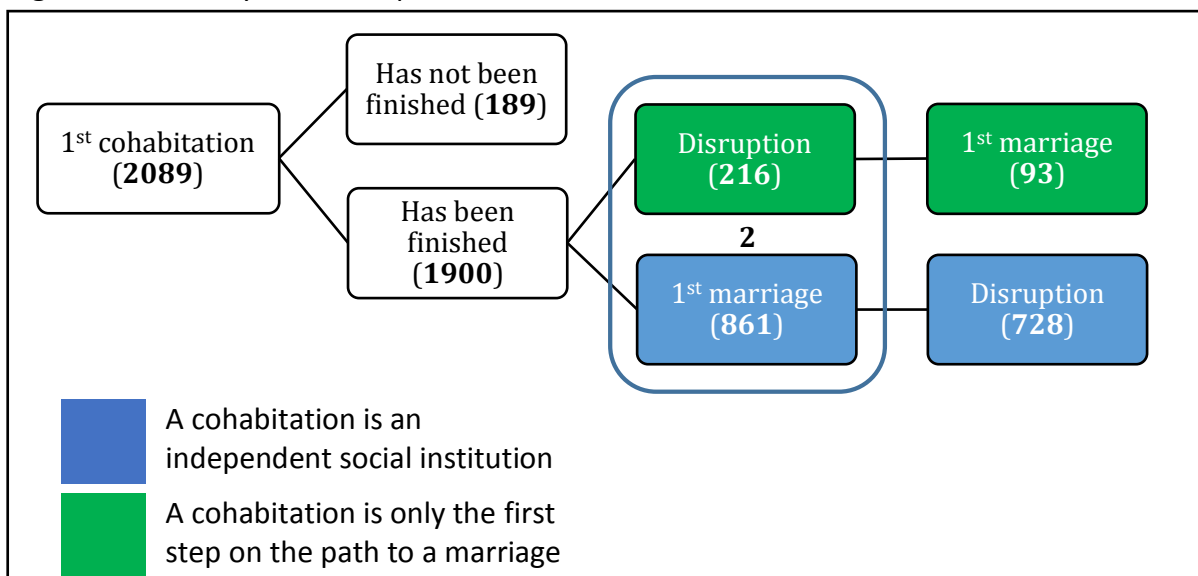 1st cohabitation
(2089)
Has not been
finished (189)
Has been
finished
(1900)
Disruption
(216)
2
1st marriage
(861)
1st marriage
(93)
Disruption
(728)
A cohabitation is an
independent social institution
A cohabitation is only the first
step on the path to a marriage